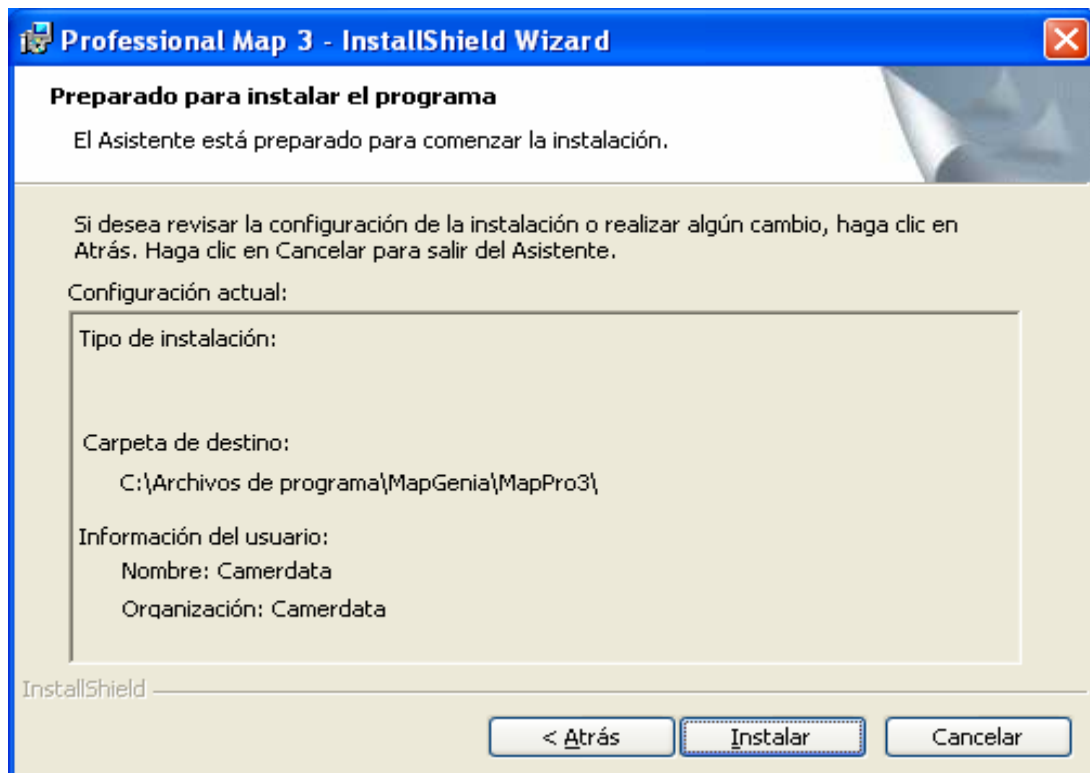 Professional Map 3 - InstallShield Wizard
Preparado para instalar el programa
El Asistente está preparado para comenzar la instalación.
Si desea revisar la configuración de la instalación o realizar algún cambio, haga clic en
Atrás. Haga clic en Cancelar para salir del Asistente.
Configuración actual:
Tipo de instalación:
Carpeta de destino:
C:\Archivos de programa\MapGenia\MapPro3\
Información del usuario:
Nombre: Camerdata
Organización: Camerdata
InstallShield
< Atrás Instalar Cancelar